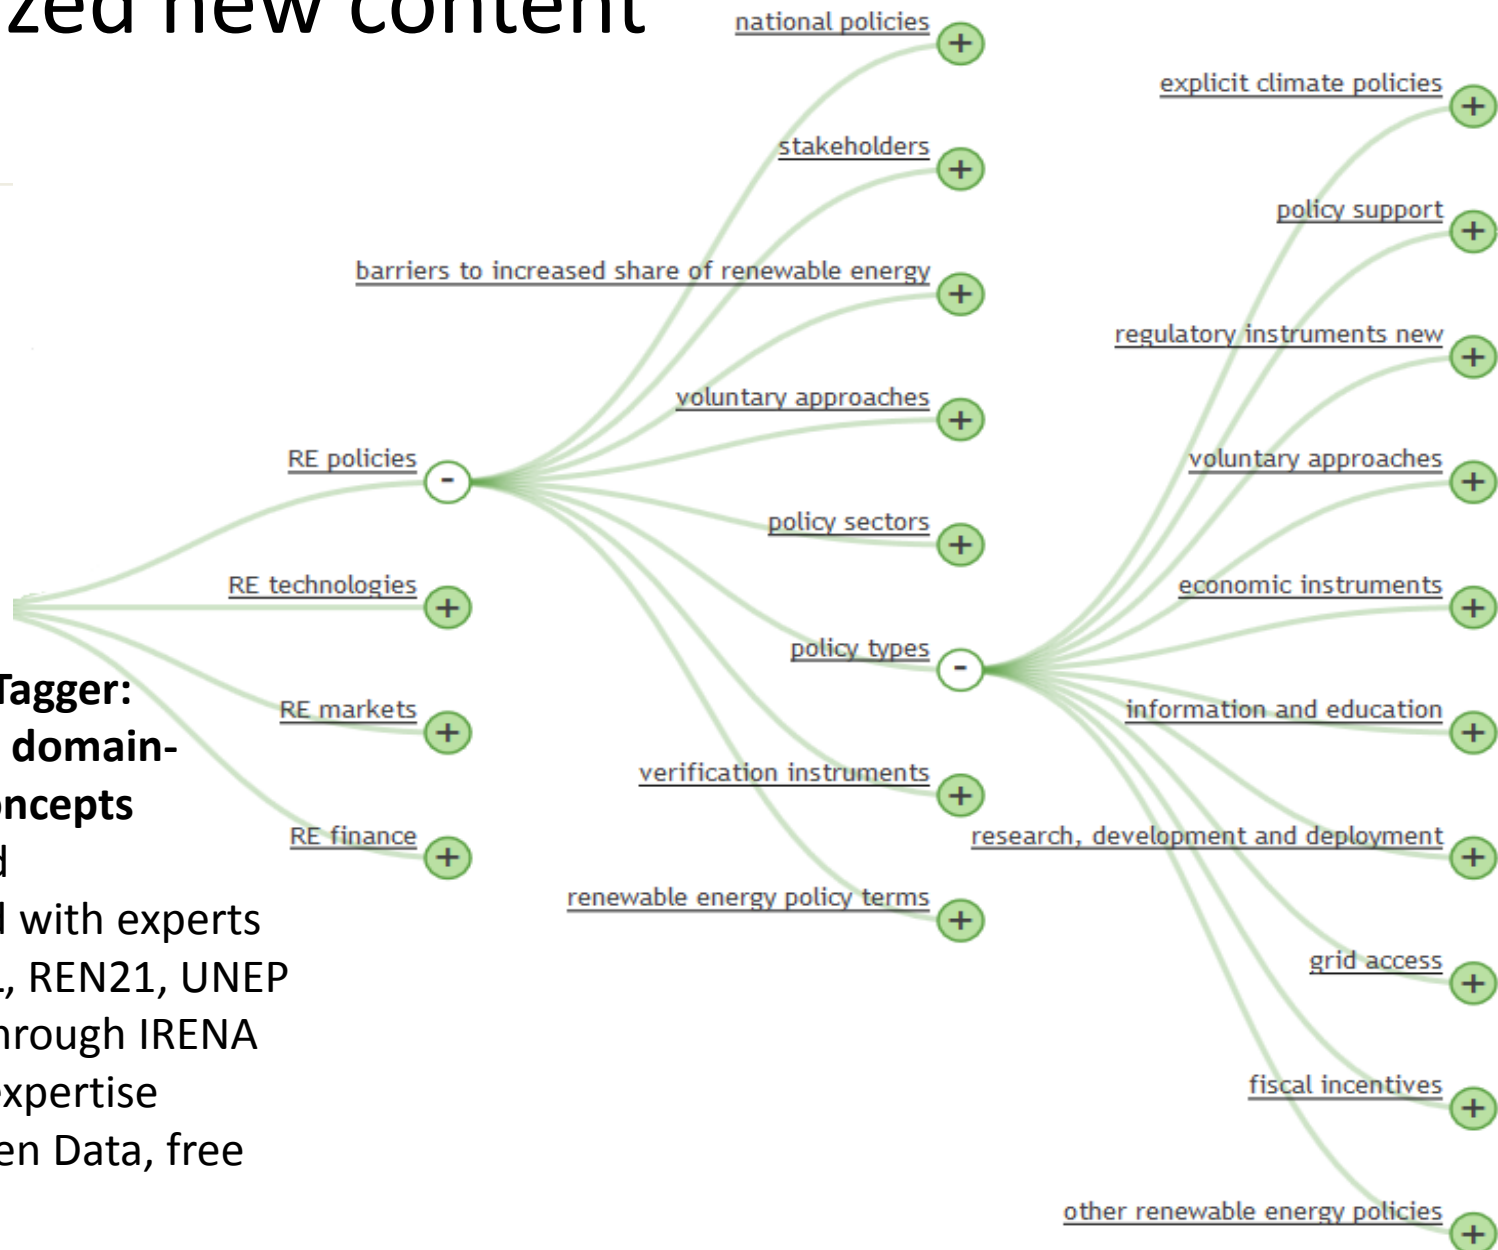 zed new content
national policies
stakeholders
barriers to increased share of renewable energy
voluntary approaches
policy sectors
policy types
verification instruments
renewable energy policy terms
explicit climate policies
policy support
regulatory instruments new
voluntary approaches
economic instruments
information and education
research, development and deployment
grid access
fiscal incentives
other renewable energy policies
RE policies
RE technologies
RE markets
RE finance
Tagger:
domain-
oncepts
d
d with experts
, REN21, UNEP
hrough IRENA
expertise
en Data, free